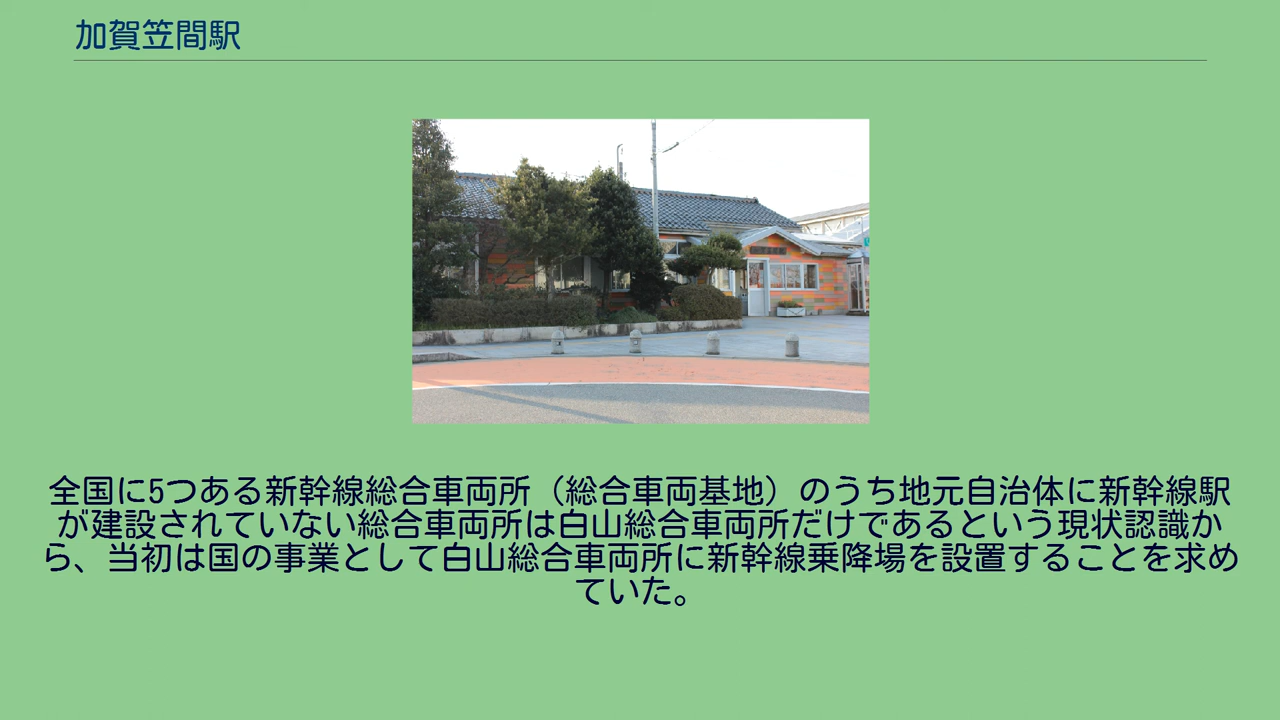 加賀笠間駅
全国に5つある新幹線総合車両所（総合車両基地）のうち地元自治体に新幹線駅
が建設されていない総合車両所は白山総合車両所だけであるという現状認識か
ら、当初は国の事業として白山総合車両所に新幹線乗降場を設置することを求め
ていた。